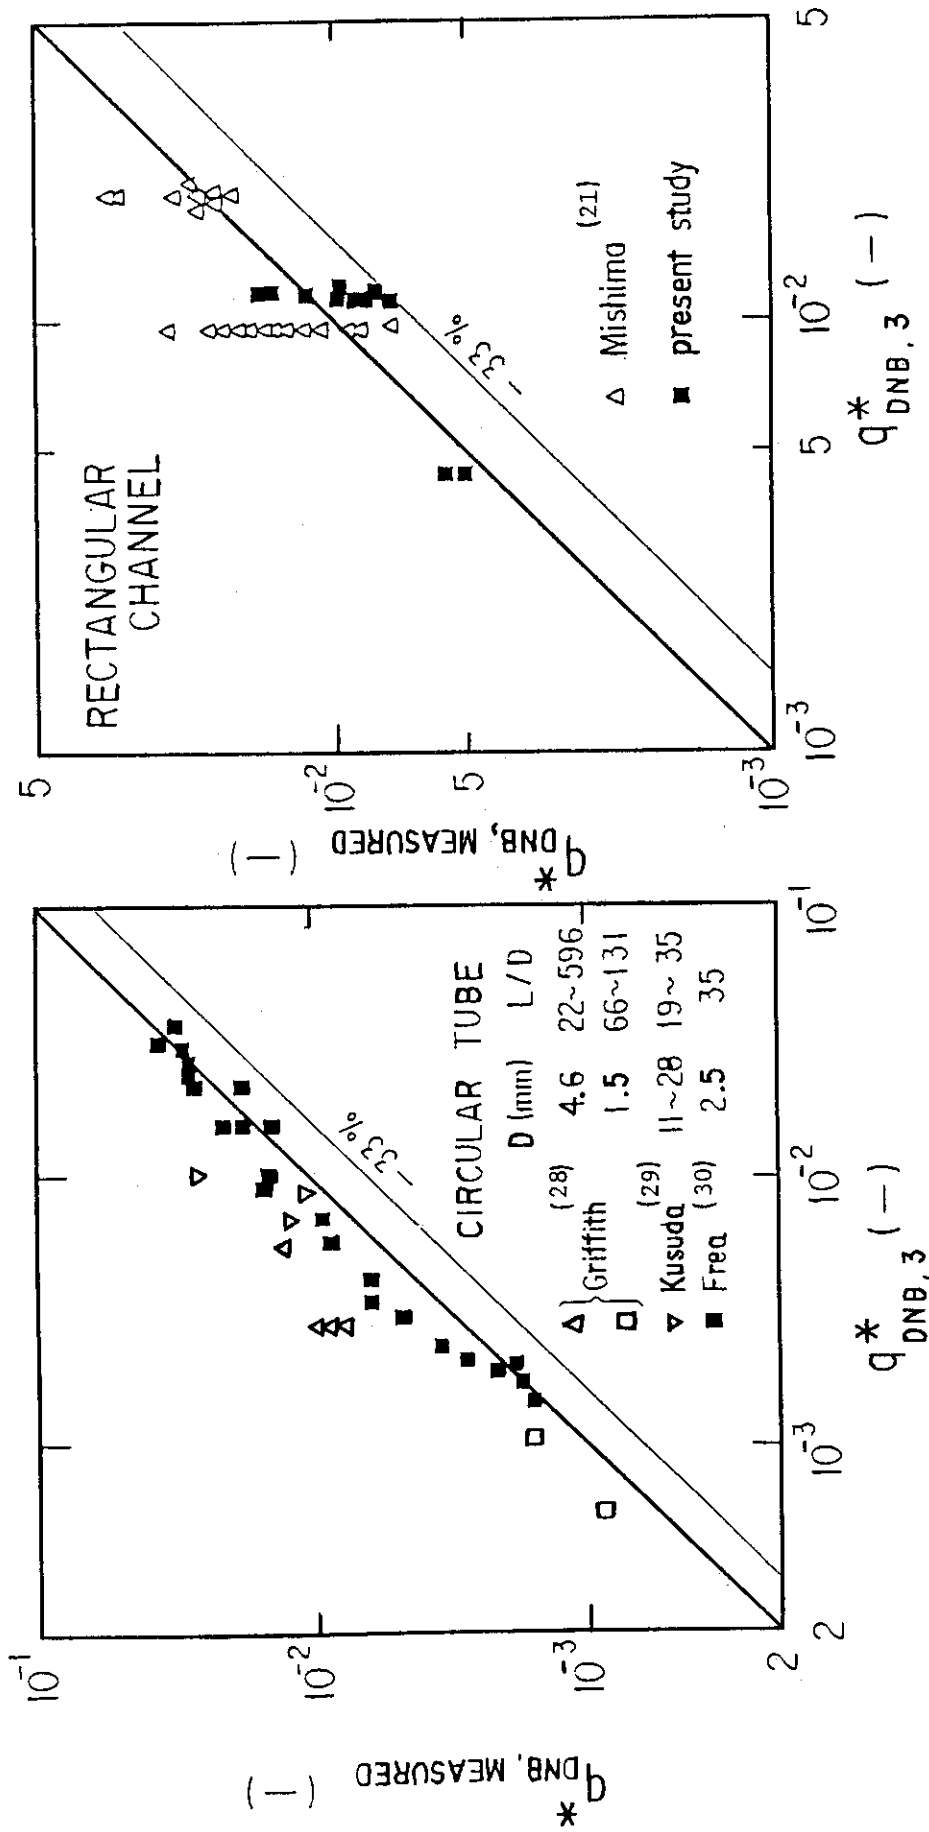 q*DNB, MEASURED (—)
10⁻¹
10⁻²
10⁻³
2
2
10⁻³
10⁻²
10⁻¹
q*DNB, 3 (—)
−33%
CIRCULAR TUBE
D (mm) L/D
△ } Griffith (28) 4.6 22~596
□ } 1.5 66~131
▽ Kusuda (29) 11~28 19~35
■ Frea (30) 2.5 35
q*DNB, MEASURED (—)
5
10⁻²
5
10⁻³
10⁻³
5
10⁻²
5
q*DNB, 3 (—)
RECTANGULAR
CHANNEL
−33%
△ Mishima (21)
■ present study